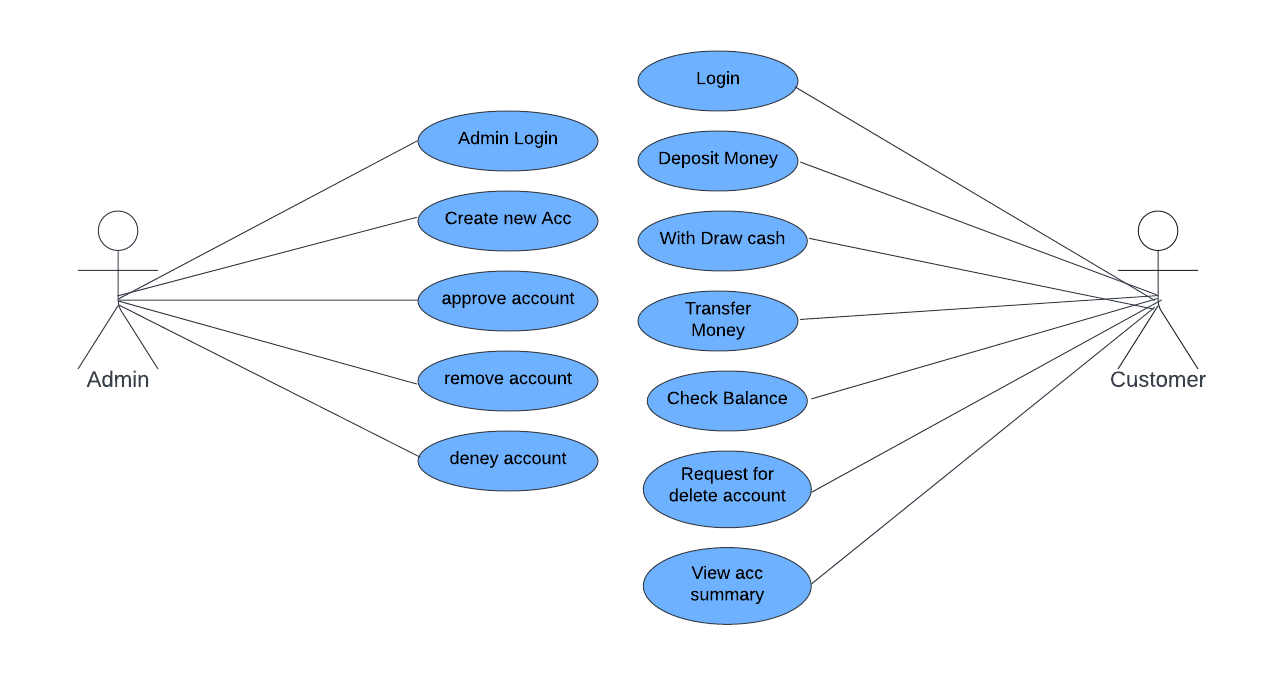 Admin
Admin Login
Create new Acc
approve account
remove account
deney account
Login
Deposit Money
With Draw cash
Transfer
Money
Check Balance
Request for
delete account
View acc
summary
Customer